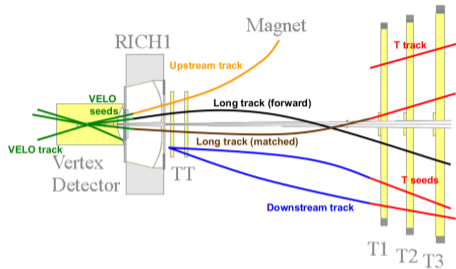 Magnet
RICH1
T track
Upstream track
VELO
seeds
Long track (forward)
VELO track
Long track (matched)
Vertex
Detector
TT
T seeds
Downstream track
T1
T2
T3